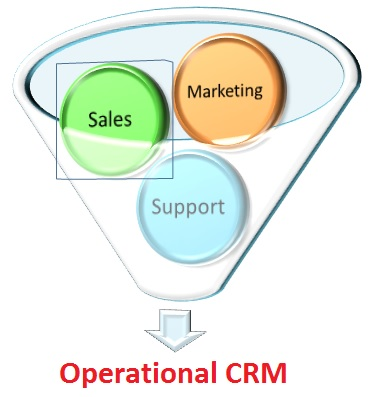 Marketing
Sales
Support
Operational CRM